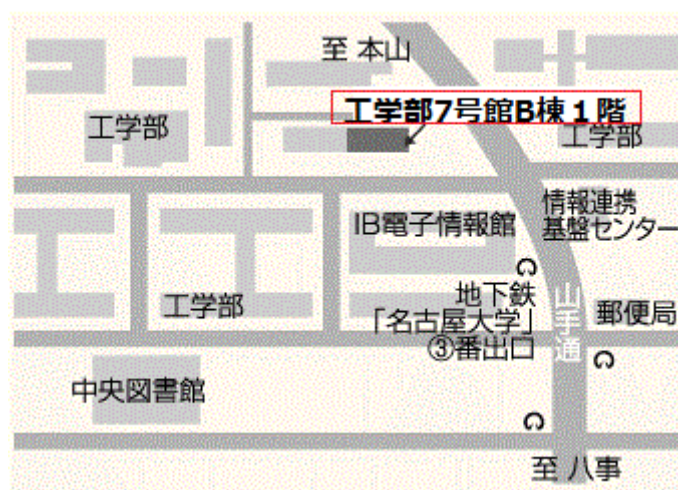 至 本山
工学部7号館B棟１階
工学部
工学部
情報連携
基盤センター
IB電子情報館
地下鉄
「名古屋大学」
③番出口
山手通
郵便局
工学部
中央図書館
至 八事